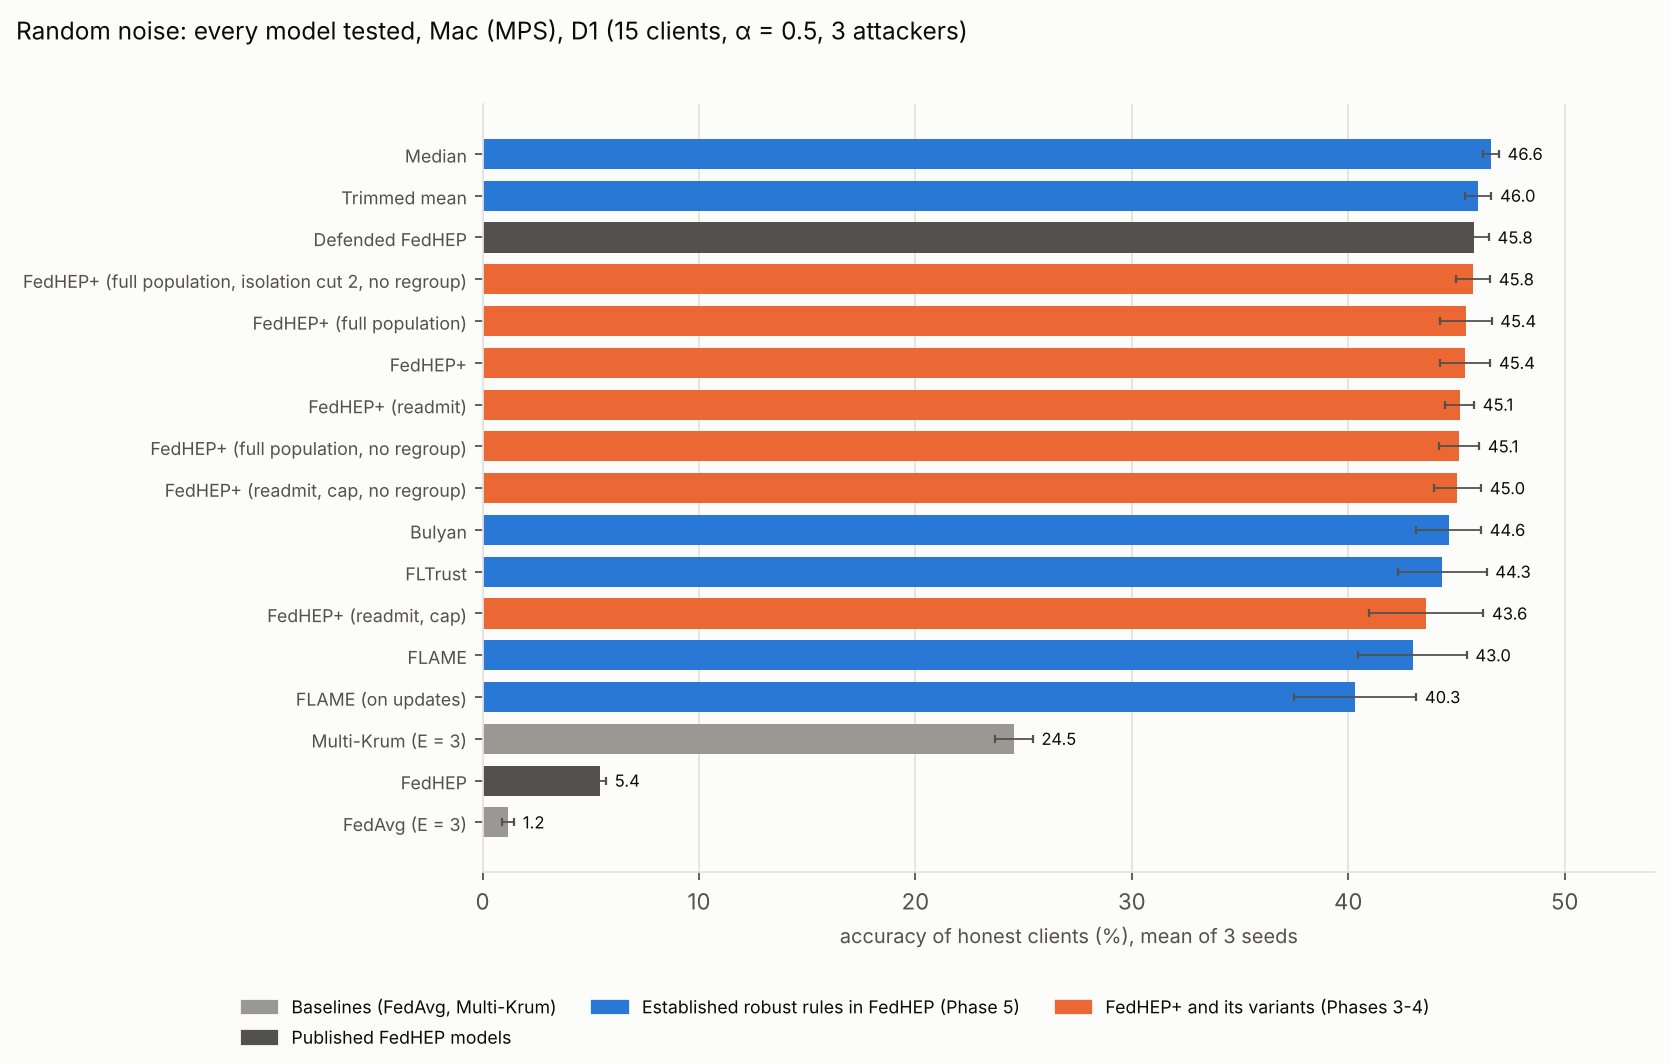 Random noise: every model tested, Mac (MPS), D1 (15 clients, α = 0.5, 3 attackers)
Median 46.6
Trimmed mean 46.0
Defended FedHEP 45.8
FedHEP+ (full population, isolation cut 2, no regroup) 45.8
FedHEP+ (full population) 45.4
FedHEP+ 45.4
FedHEP+ (readmit) 45.1
FedHEP+ (full population, no regroup) 45.1
FedHEP+ (readmit, cap, no regroup) 45.0
Bulyan 44.6
FLTrust 44.3
FedHEP+ (readmit, cap) 43.6
FLAME 43.0
FLAME (on updates) 40.3
Multi-Krum (E = 3) 24.5
FedHEP 5.4
FedAvg (E = 3) 1.2
0 10 20 30 40 50
accuracy of honest clients (%), mean of 3 seeds
Baselines (FedAvg, Multi-Krum) Established robust rules in FedHEP (Phase 5) FedHEP+ and its variants (Phases 3-4)
Published FedHEP models